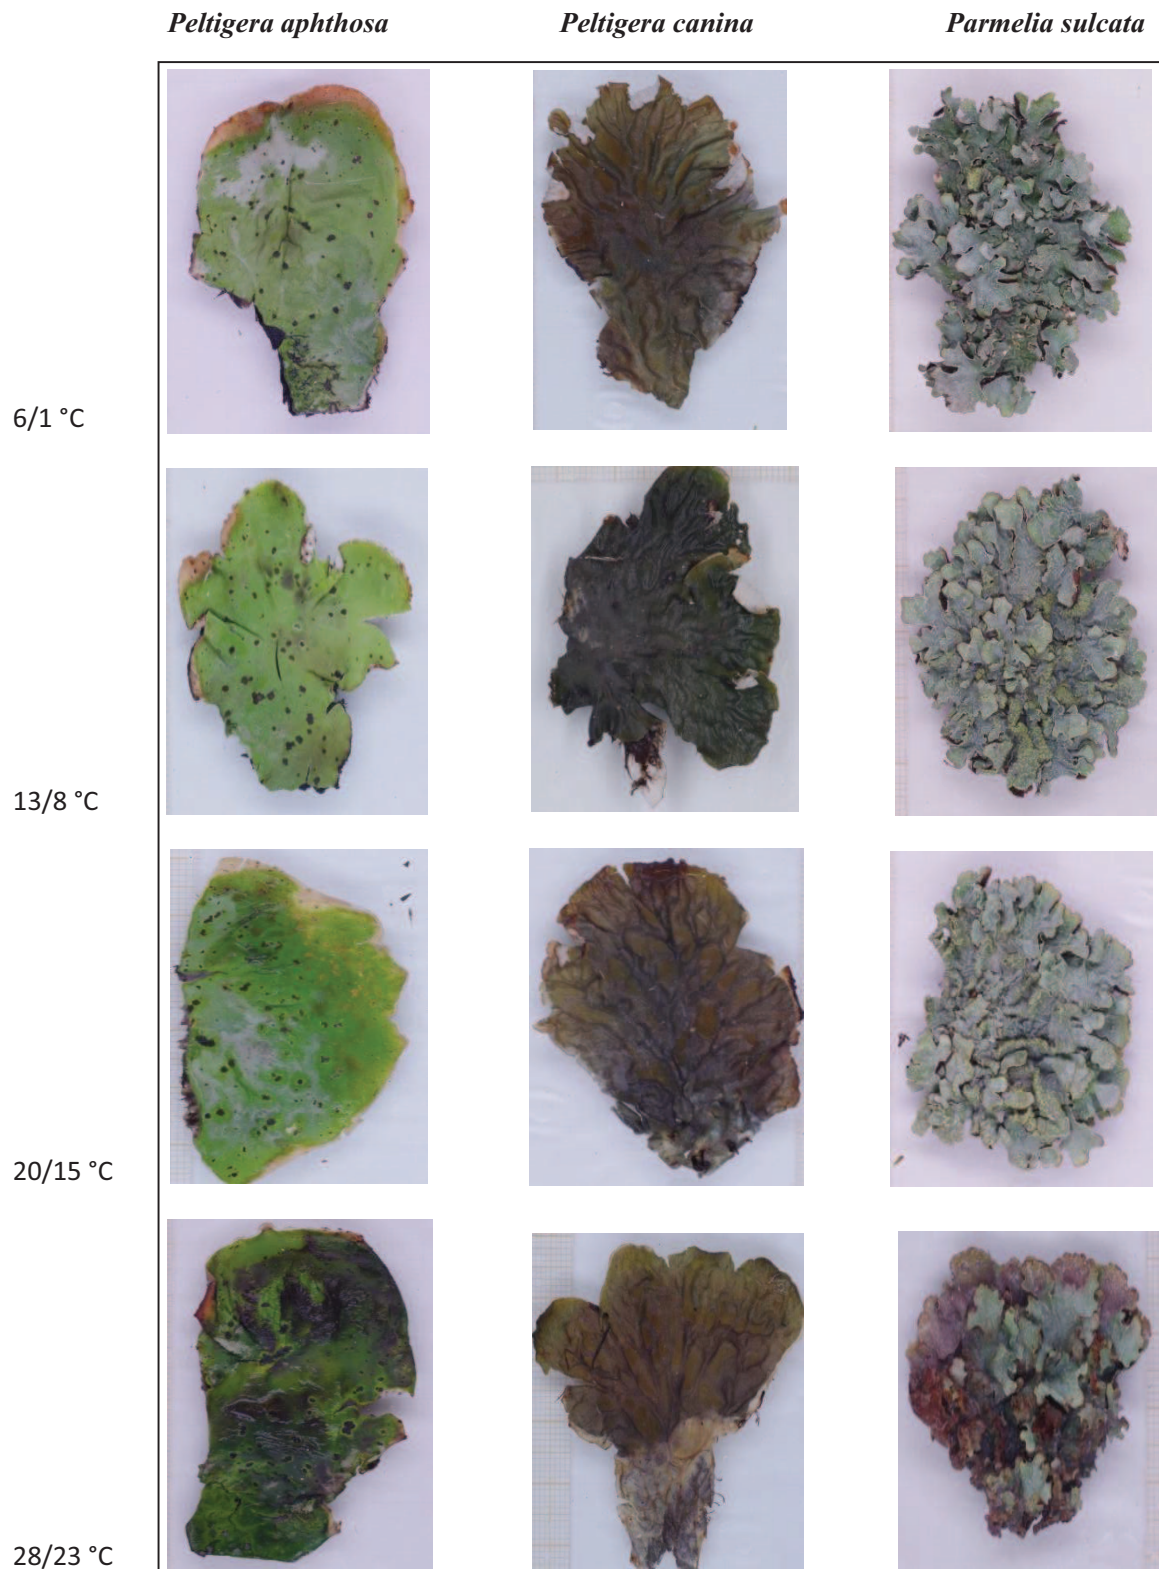 Peltigera aphthosa Peltigera canina Parmelia sulcata
6/1 °C
13/8 °C
20/15 °C
28/23 °C